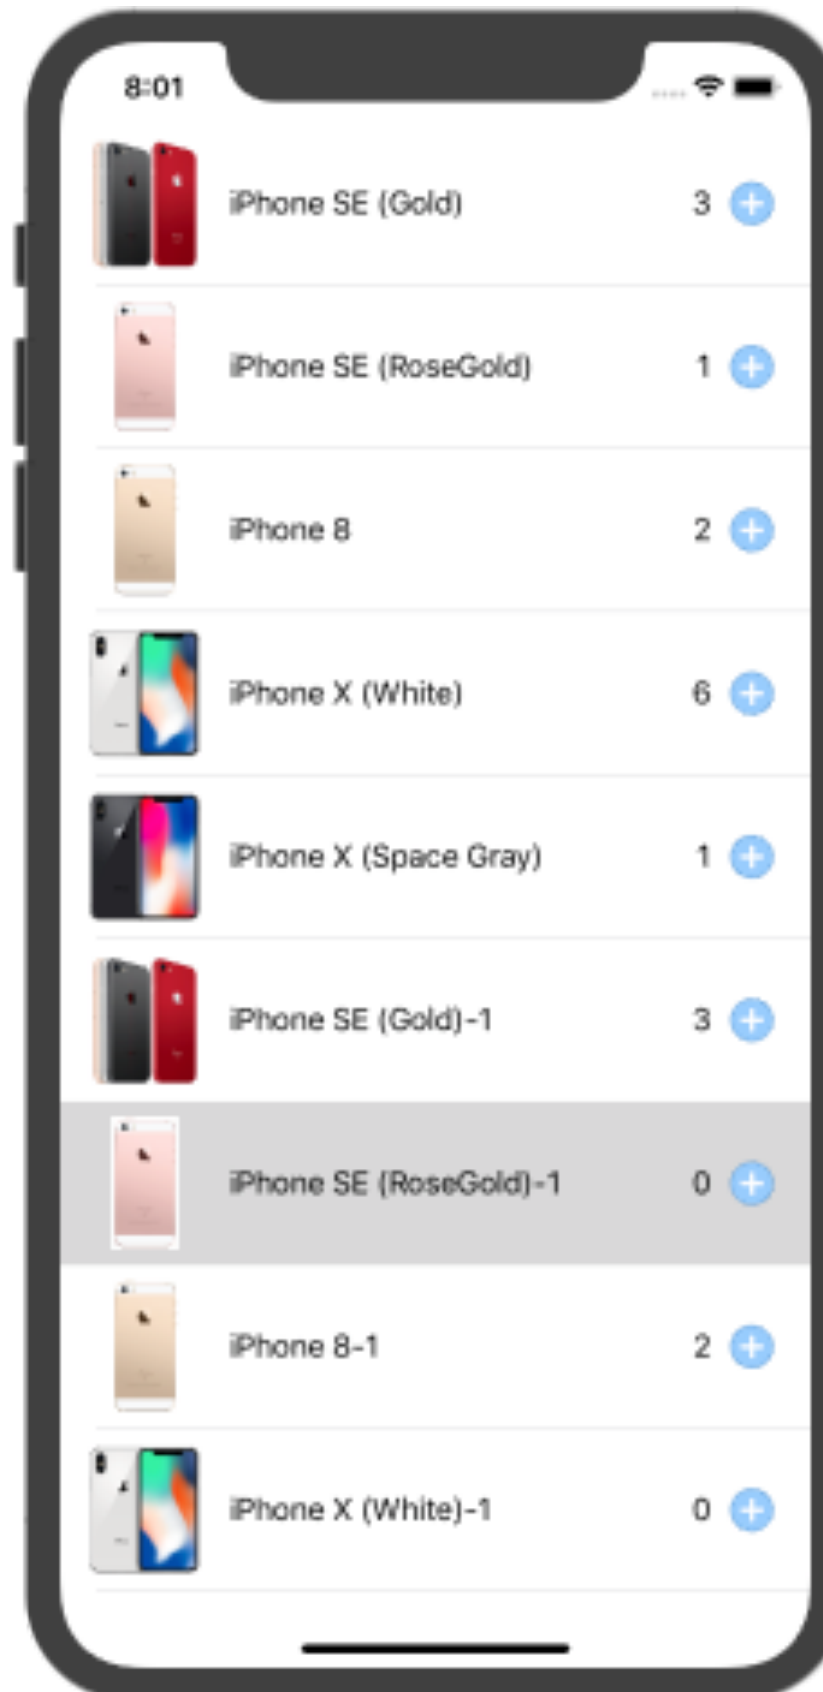 8:01
iPhone SE (Gold) 3
iPhone SE (RoseGold) 1
iPhone 8 2
iPhone X (White) 6
iPhone X (Space Gray) 1
iPhone SE (Gold)-1 3
iPhone SE (RoseGold)-1 0
iPhone 8-1 2
iPhone X (White)-1 0